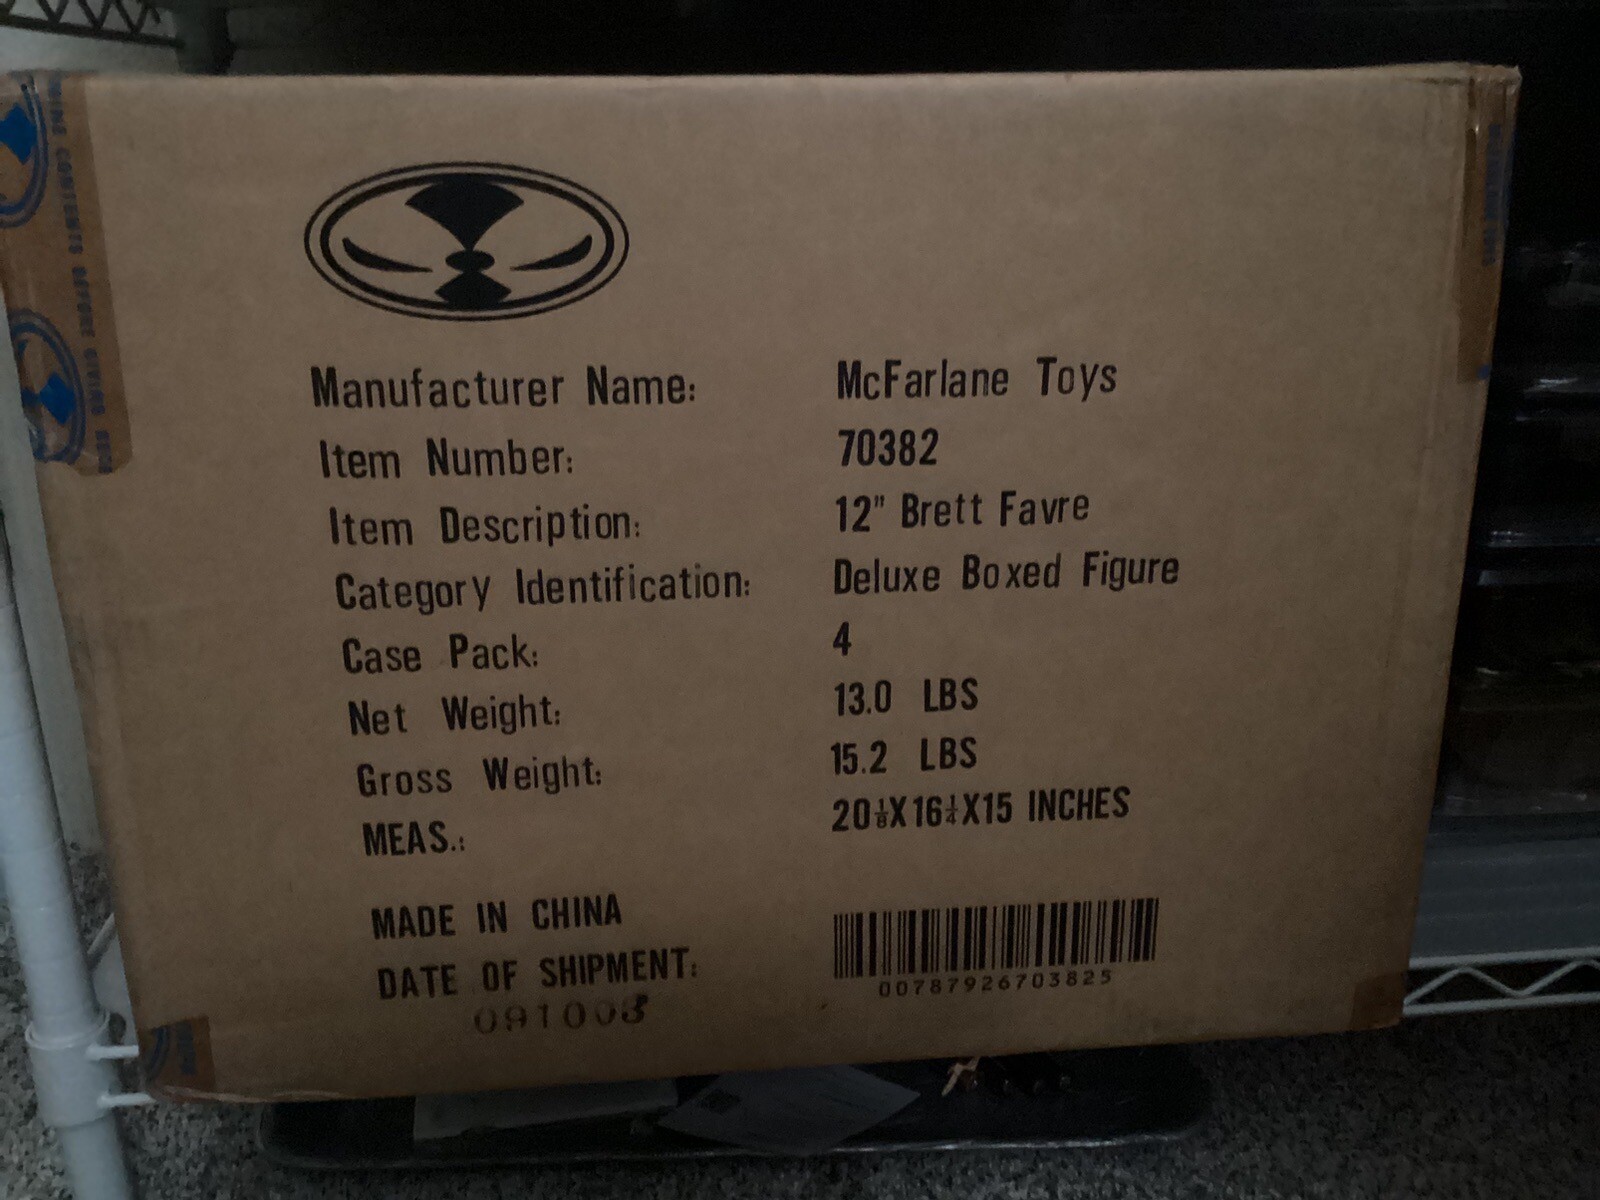 Manufacturer Name: McFarlane Toys
Item Number: 70382
Item Description: 12" Brett Favre
Category Identification: Deluxe Boxed Figure
Case Pack: 4
Net Weight: 13.0 LBS
Gross Weight: 15.2 LBS
MEAS.: 20⅛X16¼X15 INCHES
MADE IN CHINA
DATE OF SHIPMENT:
091003
00787926703825
CONTENTS BEFORE